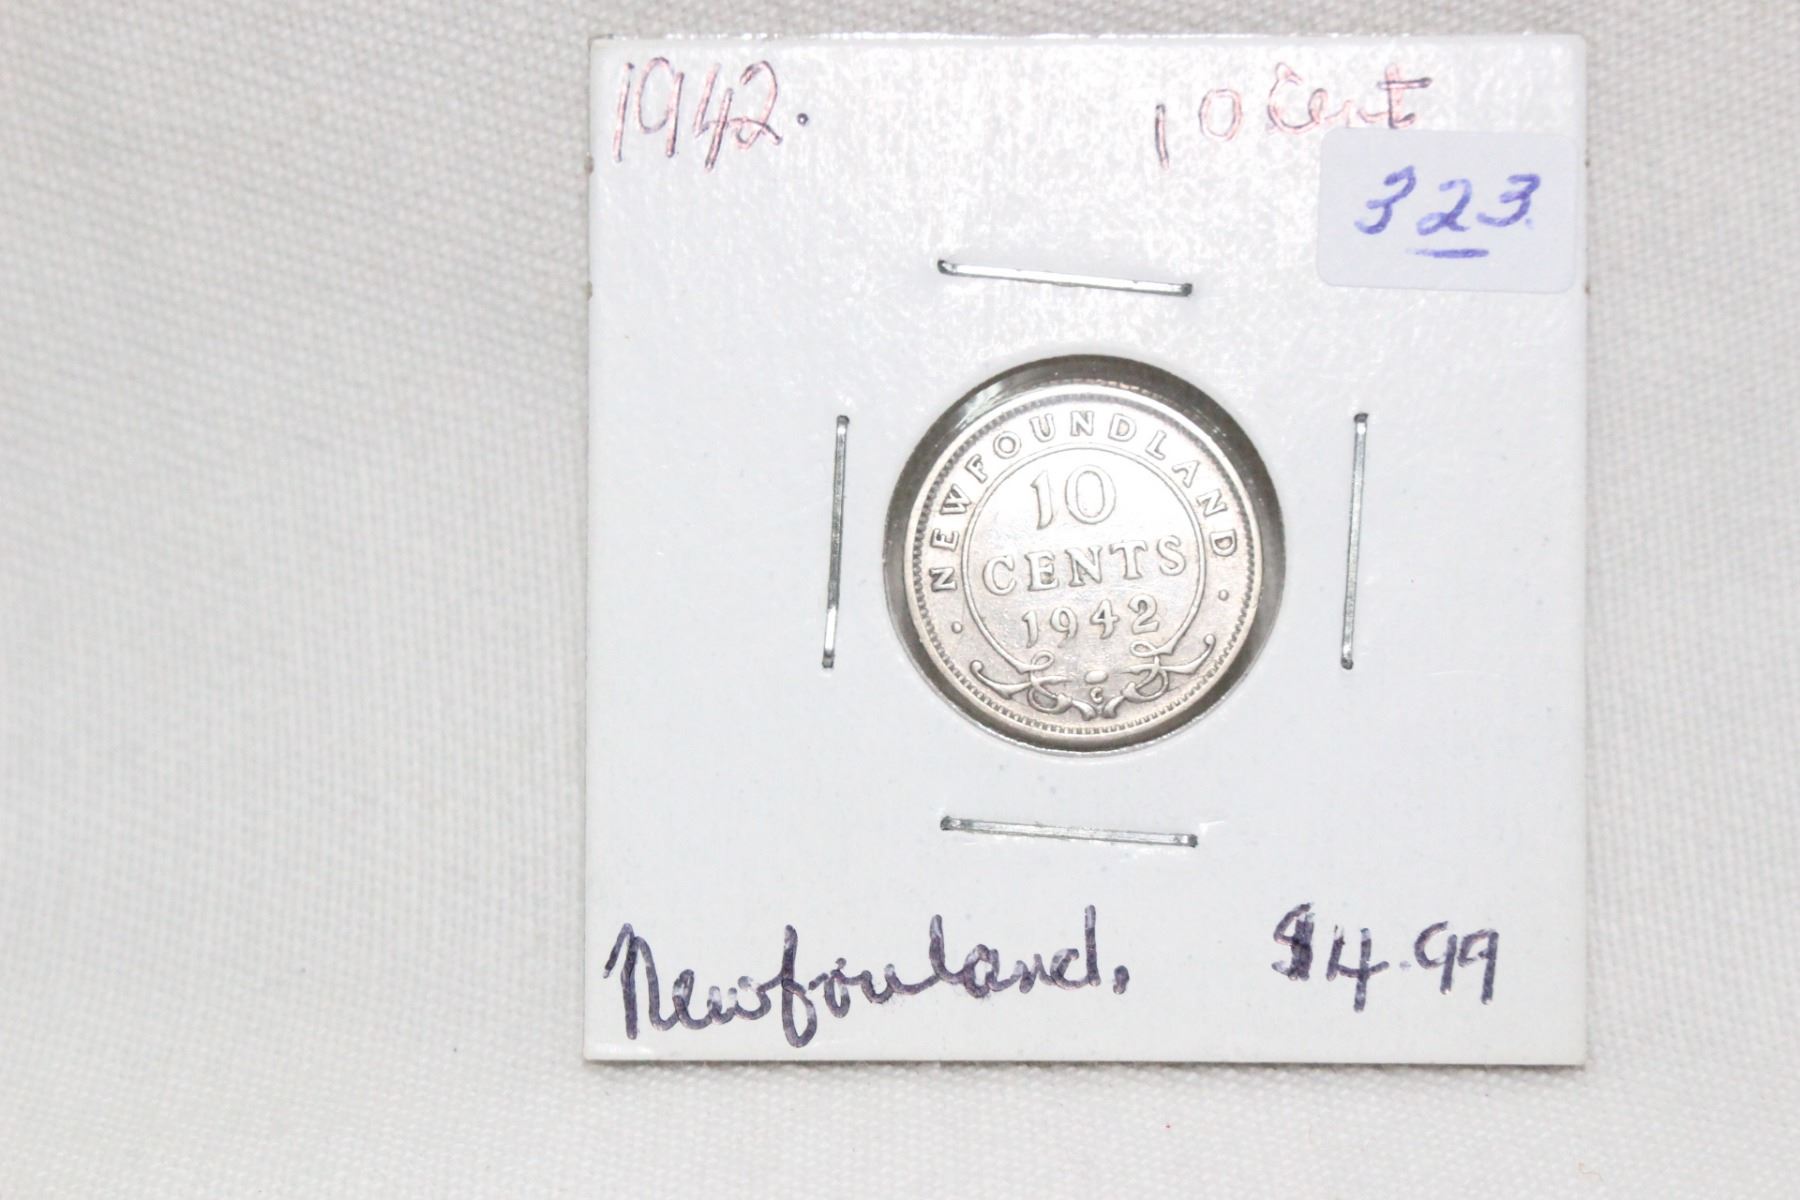 1942. 10 Cent
323.
NEWFOUNDLAND
10
CENTS
1942
C
Newfouland. $4.99